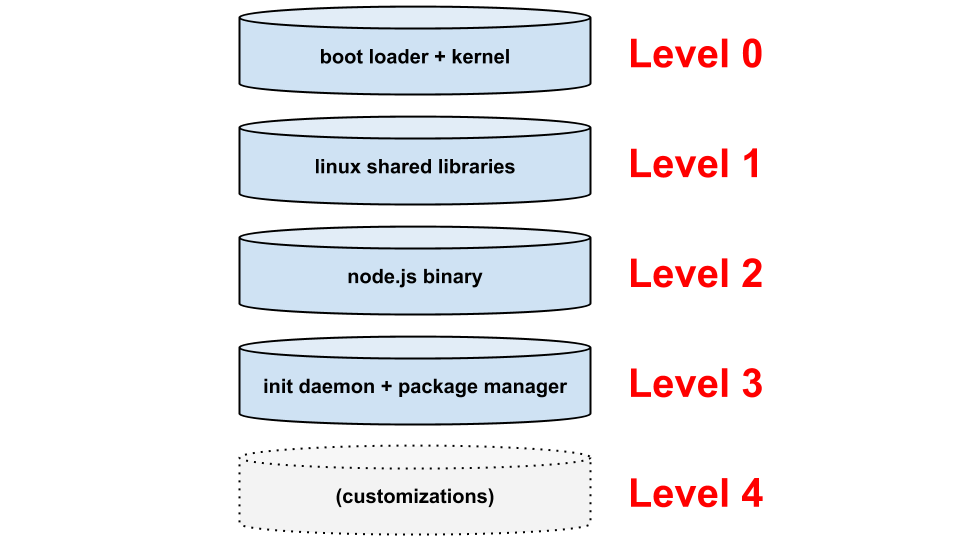 boot loader + kernel
Level 0
linux shared libraries
Level 1
node.js binary
Level 2
init daemon + package manager
Level 3
(customizations)
Level 4